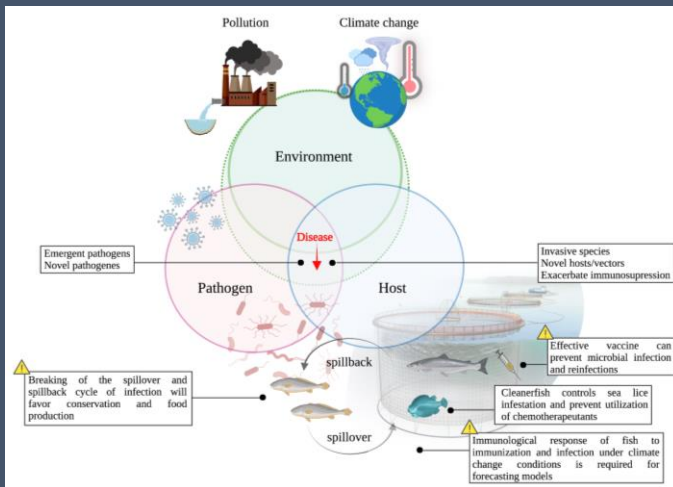 Pollution
Climate change
Environment
Disease
Emergent pathogens
Novel pathogenes
Invasive species
Novel hosts/vectors
Exacerbate immunosupression
Pathogen
Host
spillback
Effective vaccine can
prevent microbial infection
and reinfections
Breaking of the spillover and
spillback cycle of infection will
favor conservation and food
production
Cleanerfish controls sea lice
infestation and prevent utilization
of chemotherapeutants
spillover
Immunological response of fish to
immunization and infection under climate
change conditions is required for
forecasting models